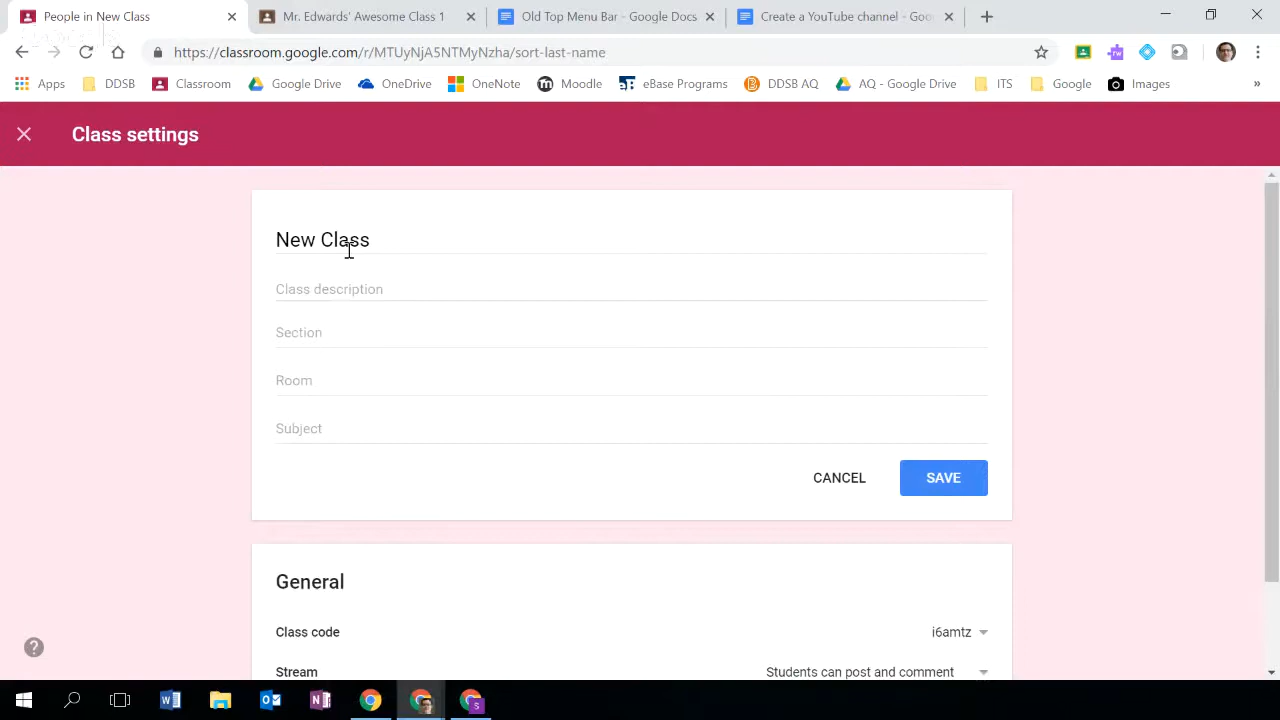 People in New Class
Mr. Edwards' Awesome Class 1
Old Top Menu Bar - Google Docs
Create a YouTube channel - Goo
https://classroom.google.com/r/MTUyNjA5NTMyNzha/sort-last-name
Apps DDSB Classroom Google Drive OneDrive OneNote Moodle eBase Programs DDSB AQ AQ - Google Drive ITS Google Images »
Class settings
New Class
Class description
Section
Room
Subject
CANCEL SAVE
General
Class code i6amtz
Stream Students can post and comment